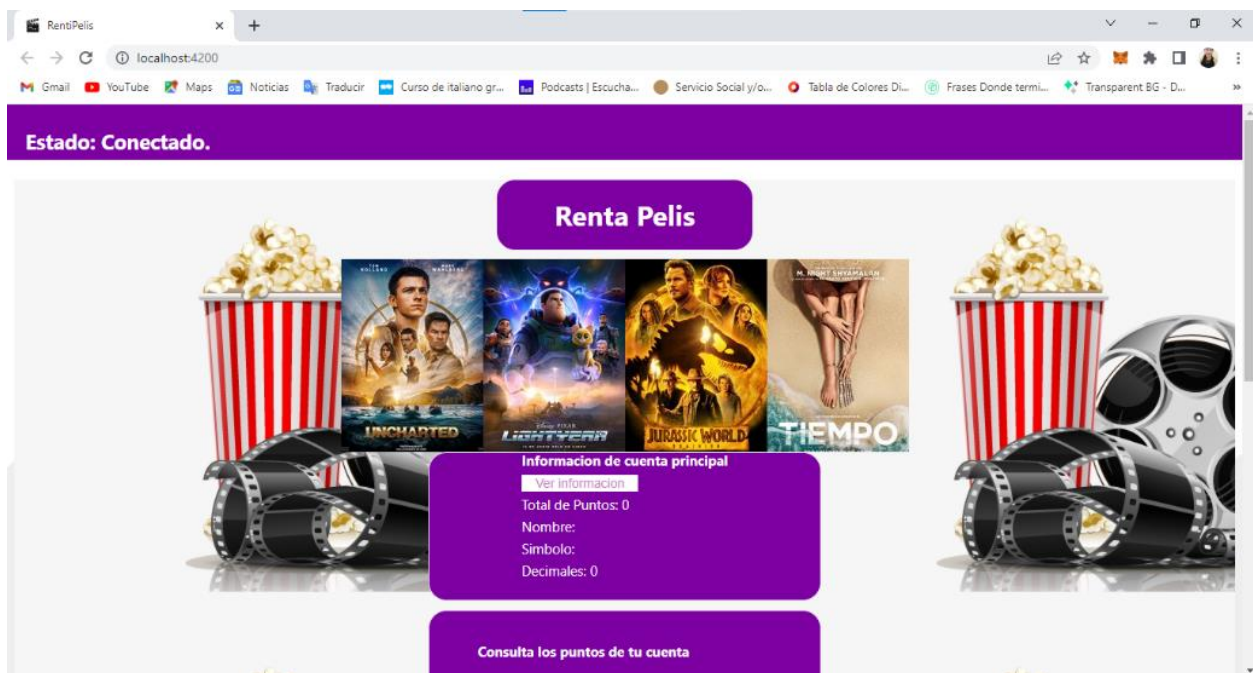 RentiPelis
localhost:4200
Gmail
YouTube
Maps
Noticias
Traducir
Curso de italiano gr...
Podcasts | Escucha...
Servicio Social y/o...
Tabla de Colores Di...
Frases Donde termi...
Transparent BG - D...
Estado: Conectado.
Renta Pelis
HOLLAND
M. NIGHT SHYAMALAN
UNCHARTED
LIGHTYEAR
JURASSIC WORLD
TIEMPO
Informacion de cuenta principal
Ver informacion
Total de Puntos: 0
Nombre:
Simbolo:
Decimales: 0
Consulta los puntos de tu cuenta